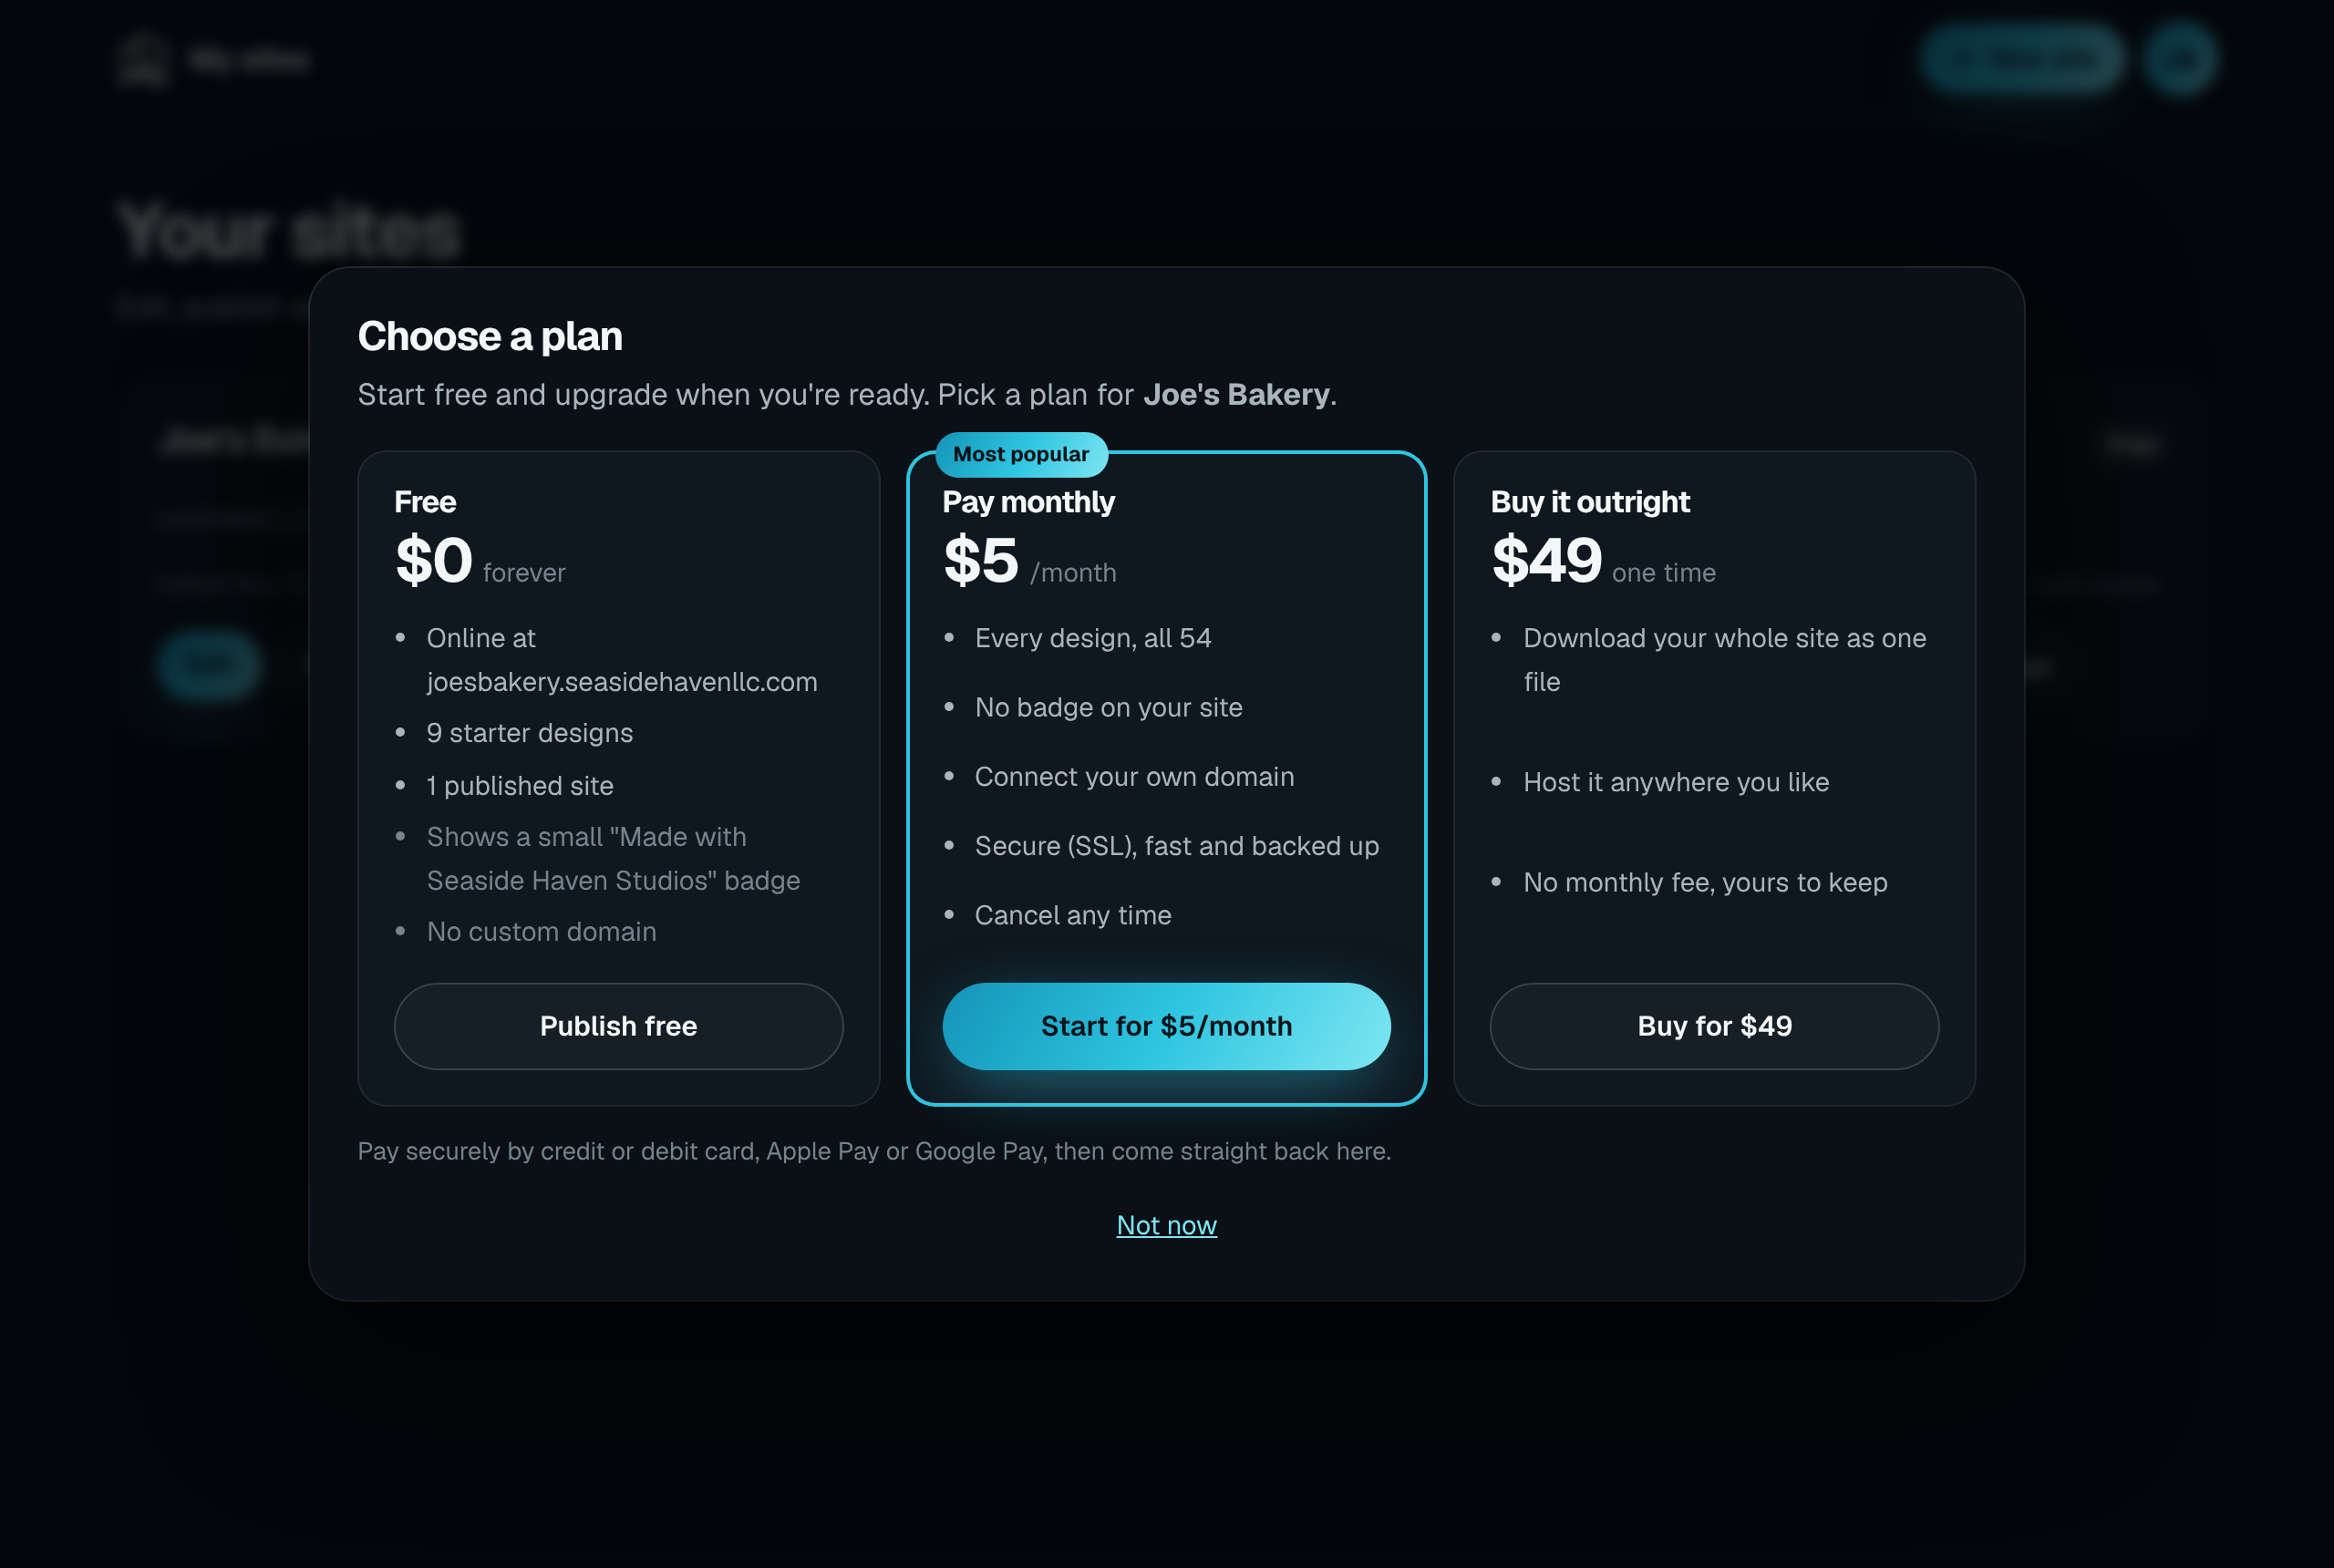 My sites
Your sites
Choose a plan
Start free and upgrade when you're ready. Pick a plan for Joe's Bakery.
Free
$0 forever
Online at
joesbakery.seasidehavenllc.com
9 starter designs
1 published site
Shows a small "Made with
Seaside Haven Studios" badge
No custom domain
Publish free
Most popular
Pay monthly
$5 /month
Every design, all 54
No badge on your site
Connect your own domain
Secure (SSL), fast and backed up
Cancel any time
Start for $5/month
Buy it outright
$49 one time
Download your whole site as one
file
Host it anywhere you like
No monthly fee, yours to keep
Buy for $49
Pay securely by credit or debit card, Apple Pay or Google Pay, then come straight back here.
Not now